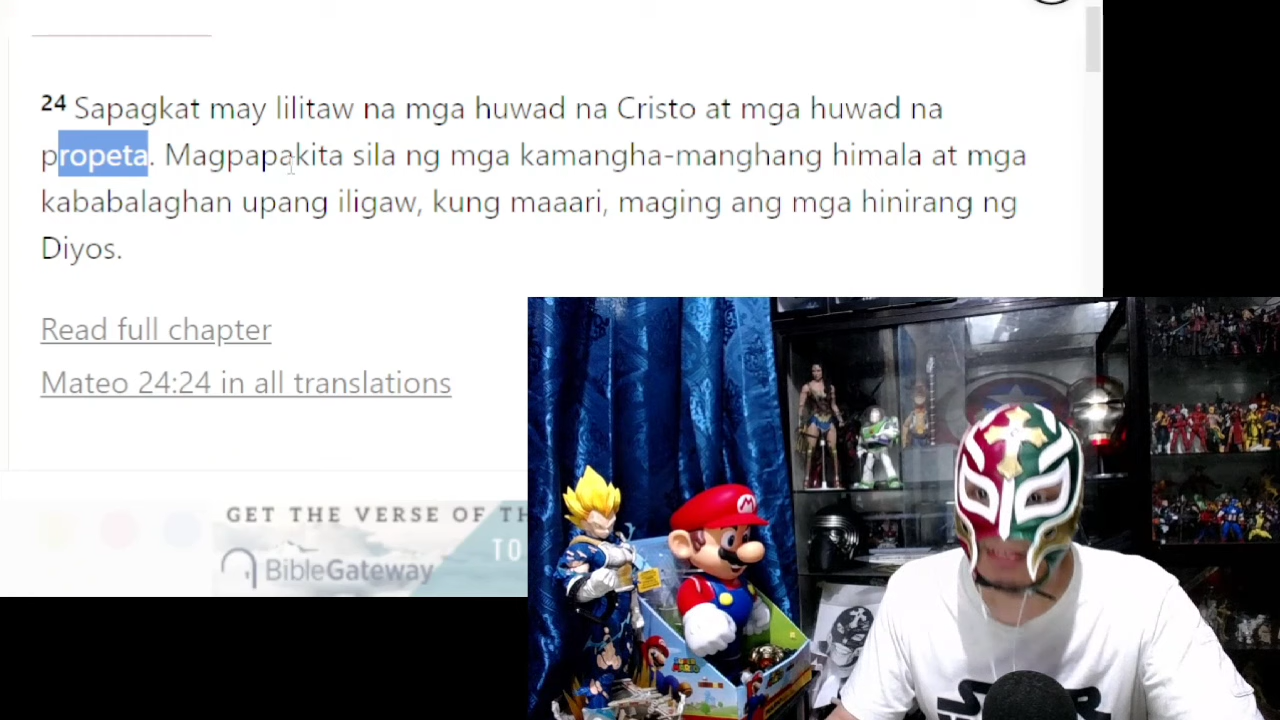 24 Sapagkat may lilitaw na mga huwad na Cristo at mga huwad na
propeta. Magpapakita sila ng mga kamangha-manghang himala at mga
kababalaghan upang iligaw, kung maaari, maging ang mga hinirang ng
Diyos.
Read full chapter
Mateo 24:24 in all translations
GET THE VERSE OF TH
TO
BibleGateway
M